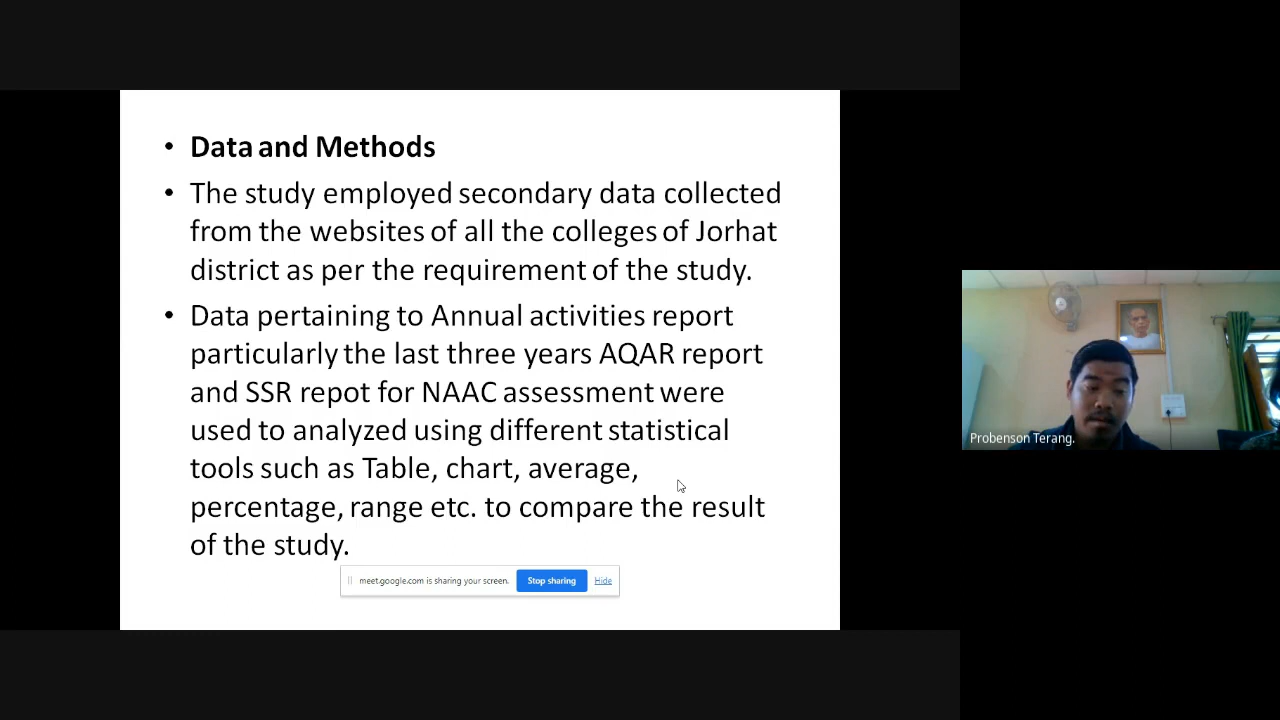 • Data and Methods
• The study employed secondary data collected
from the websites of all the colleges of Jorhat
district as per the requirement of the study.
• Data pertaining to Annual activities report
particularly the last three years AQAR report
and SSR repot for NAAC assessment were
used to analyzed using different statistical
tools such as Table, chart, average,
percentage, range etc. to compare the result
of the study.
meet.google.com is sharing your screen. Stop sharing Hide
Probenson Terang.